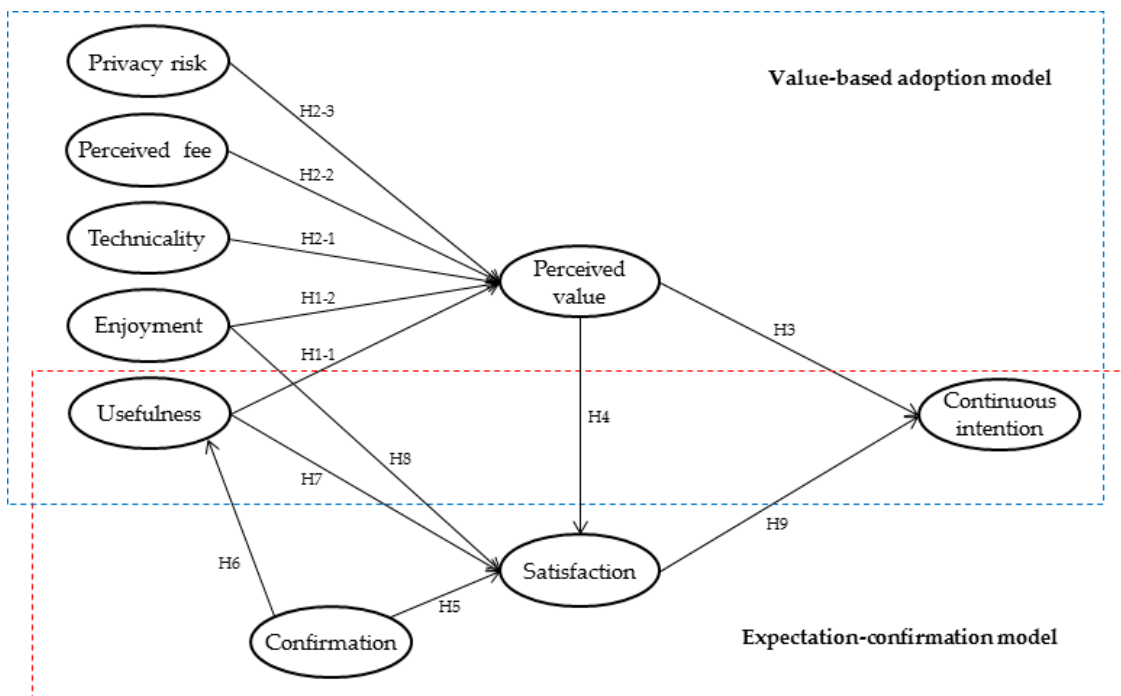 Privacy risk
Value-based adoption model
H2-3
Perceived fee
H2-2
Technicality
H2-1
Perceived
value
H1-2
Enjoyment
H3
H1-1
Usefulness
Continuous
intention
H4
H8
H7
H9
H6
Satisfaction
H5
Confirmation
Expectation-confirmation model